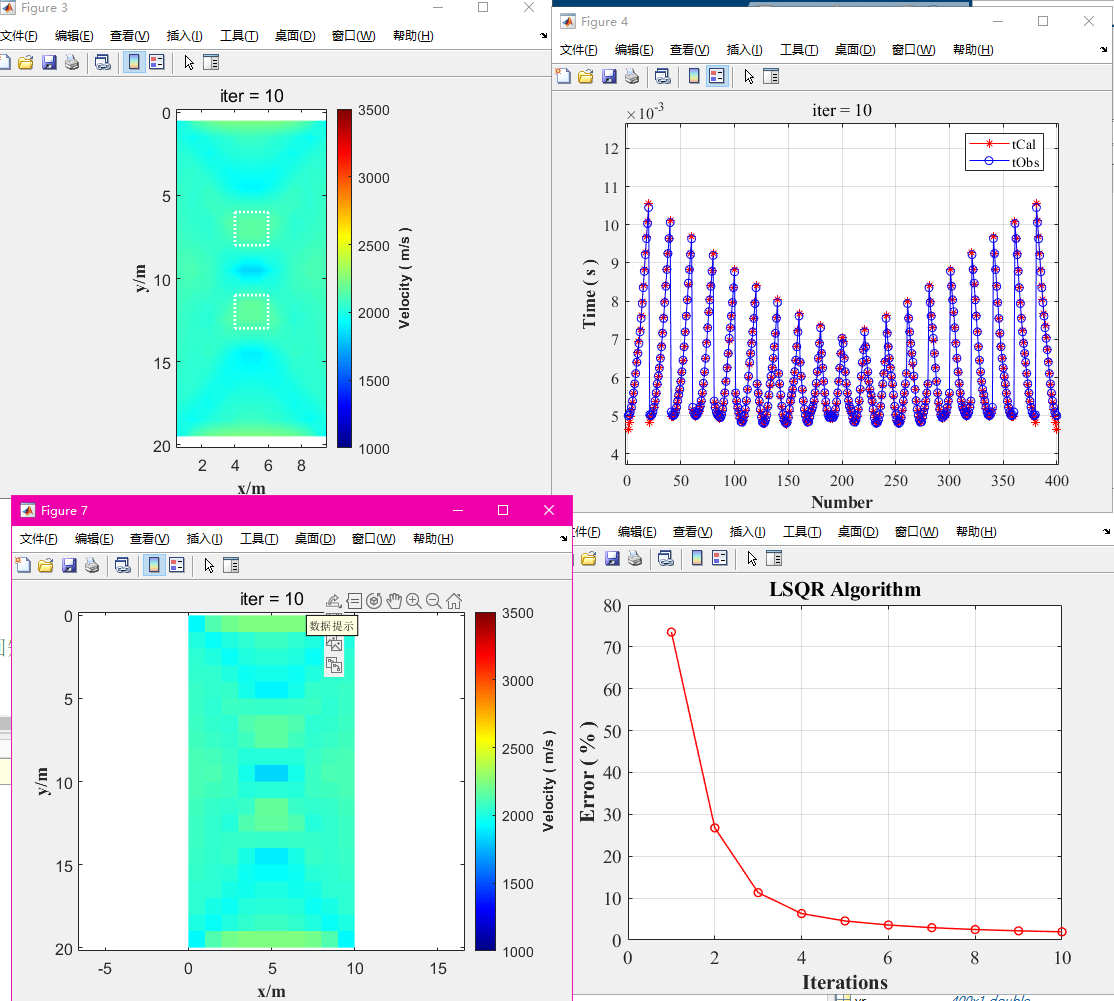 Figure 3
文件(F) 编辑(E) 查看(V) 插入(I) 工具(T) 桌面(D) 窗口(W) 帮助(H)
iter = 10
0
5
10
15
20
y/m
2 4 6 8
x/m
3500
3000
2500
2000
1500
1000
Velocity ( m/s )
Figure 4
文件(F) 编辑(E) 查看(V) 插入(I) 工具(T) 桌面(D) 窗口(W) 帮助(H)
×10⁻³
iter = 10
tCal
tObs
12
11
10
9
8
7
6
5
4
Time ( s )
0 50 100 150 200 250 300 350 400
Number
Figure 7
文件(F) 编辑(E) 查看(V) 插入(I) 工具(T) 桌面(D) 窗口(W) 帮助(H)
iter = 10
数据提示
0
5
10
15
20
y/m
-5 0 5 10 15
x/m
3500
3000
2500
2000
1500
1000
Velocity ( m/s )
件(F) 编辑(E) 查看(V) 插入(I) 工具(T) 桌面(D) 窗口(W) 帮助(H)
LSQR Algorithm
80
70
60
50
40
30
20
10
0
Error ( % )
0 2 4 6 8 10
Iterations
400x1 double